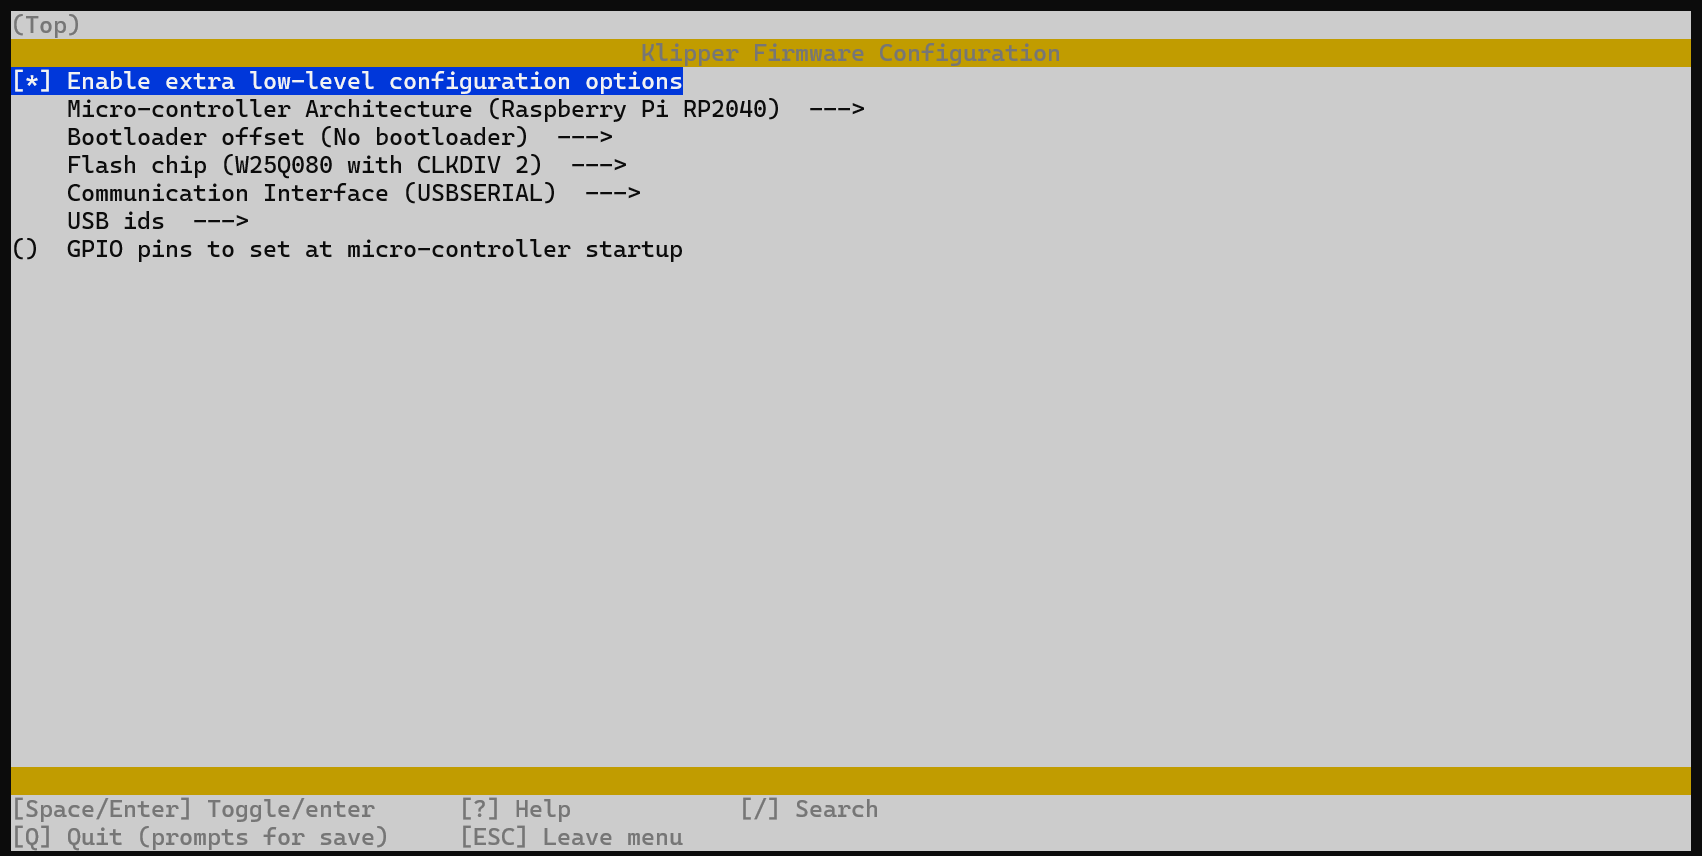 (Top)
Klipper Firmware Configuration
[*] Enable extra low-level configuration options
    Micro-controller Architecture (Raspberry Pi RP2040)  --->
    Bootloader offset (No bootloader)  --->
    Flash chip (W25Q080 with CLKDIV 2)  --->
    Communication Interface (USBSERIAL)  --->
    USB ids  --->
()  GPIO pins to set at micro-controller startup
[Space/Enter] Toggle/enter      [?] Help            [/] Search
[Q] Quit (prompts for save)     [ESC] Leave menu